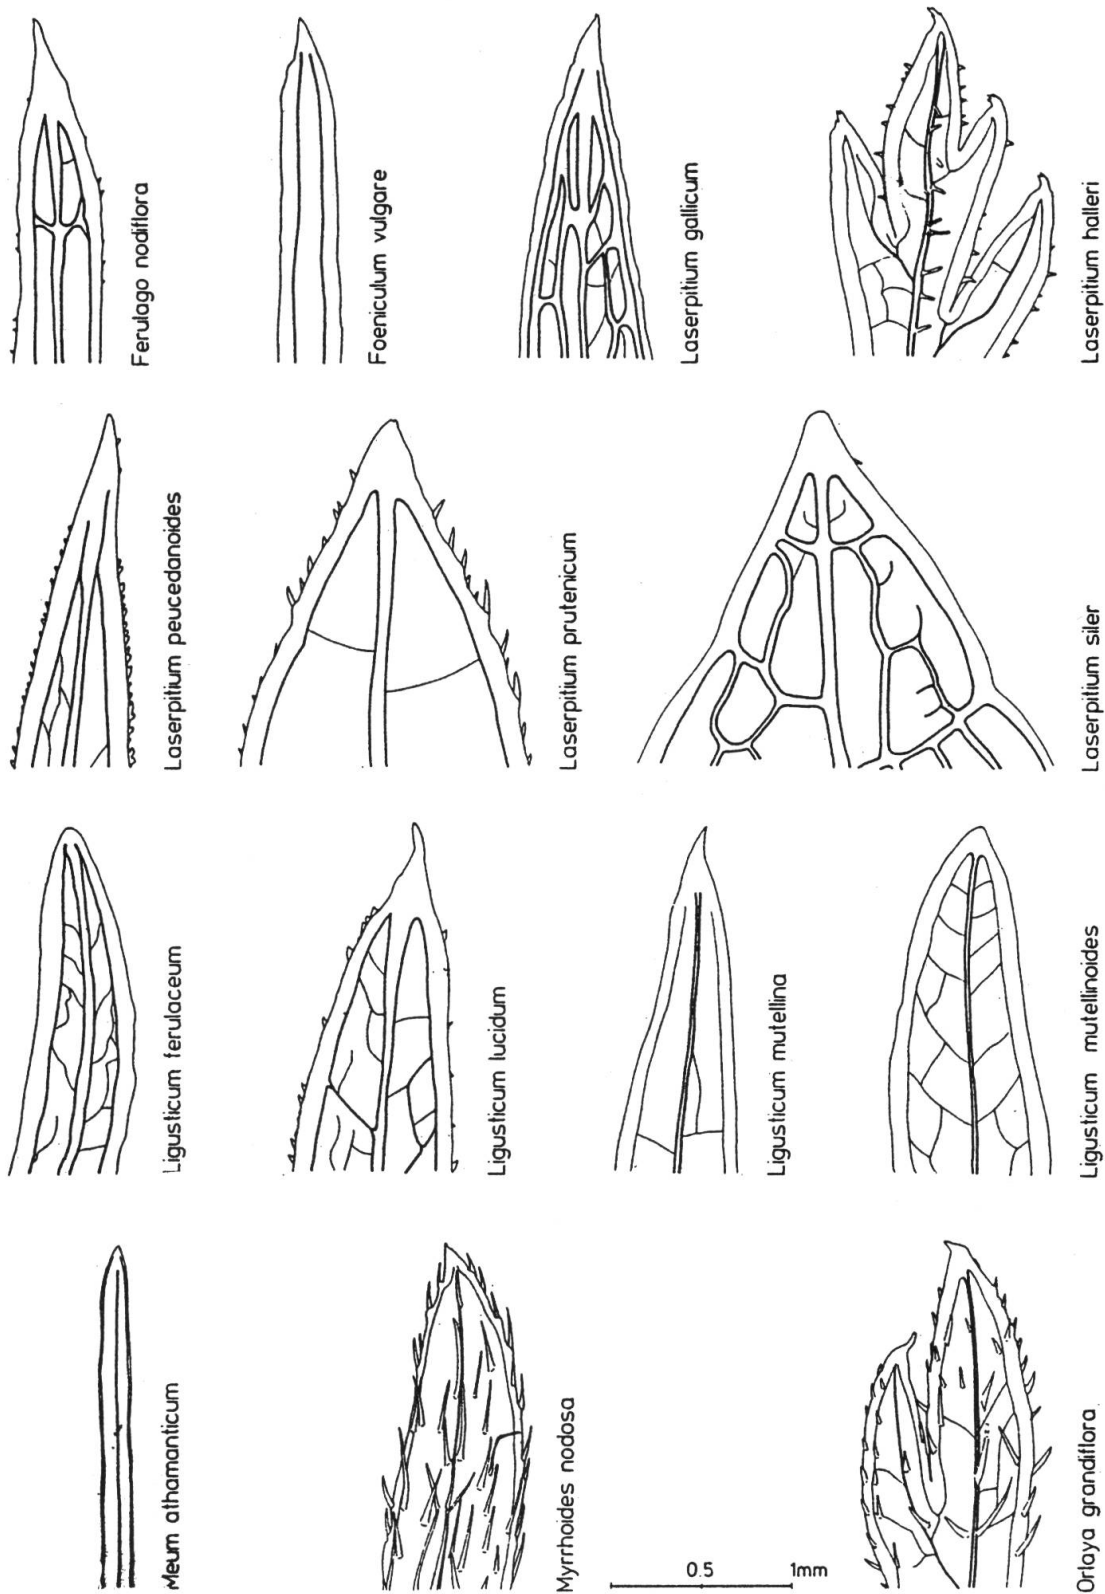 Ferulago nodiflora
Foeniculum vulgare
Laserpitium gallicum
Laserpitium halleri
Laserpitium peucedanoides
Laserpitium prutenicum
Laserpitium siler
Ligusticum ferulaceum
Ligusticum lucidum
Ligusticum mutellina
Ligusticum mutellinoides
Meum athamanticum
Myrrhoides nodosa
Orlaya grandiflora
0.5 1mm